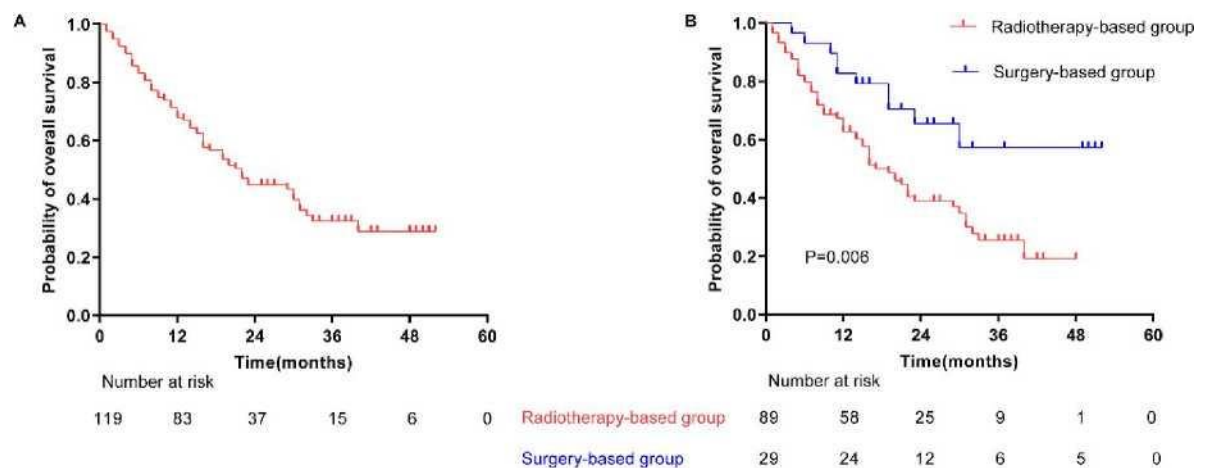 A
Probability of overall survival
1.0
0.8
0.6
0.4
0.2
0.0
0 12 24 36 48 60
Time(months)
Number at risk
119 83 37 15 6 0
B
Radiotherapy-based group
Surgery-based group
Probability of overall survival
1.0
0.8
0.6
0.4
0.2
0.0
P=0.006
0 12 24 36 48 60
Time(months)
Number at risk
Radiotherapy-based group 89 58 25 9 1 0
Surgery-based group 29 24 12 6 5 0